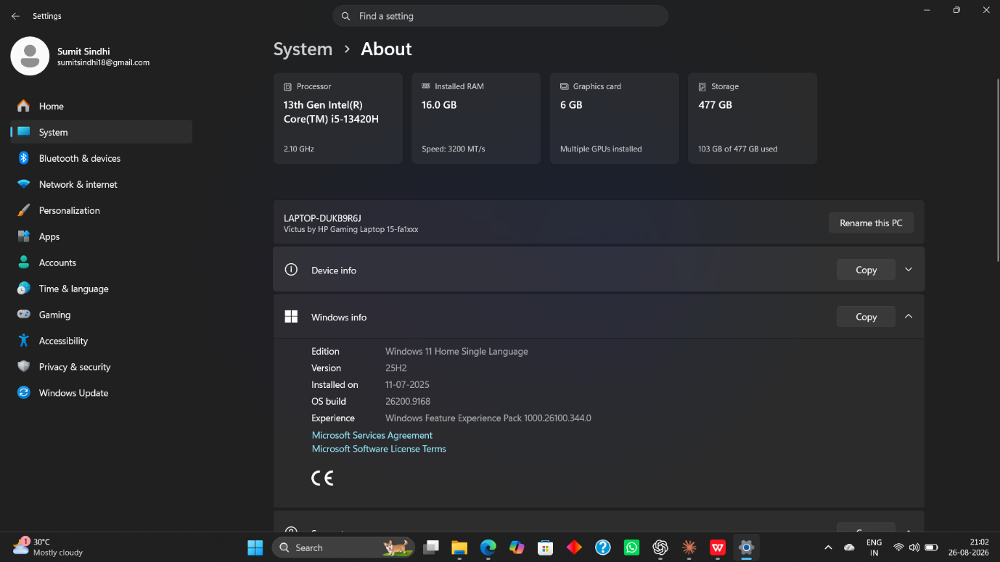 Settings
Find a setting
Sumit Sindhi
sumitsindhi18@gmail.com
Home
System
Bluetooth & devices
Network & internet
Personalization
Apps
Accounts
Time & language
Gaming
Accessibility
Privacy & security
Windows Update
System > About
Processor
13th Gen Intel(R)
Core(TM) i5-13420H
2.10 GHz
Installed RAM
16.0 GB
Speed: 3200 MT/s
Graphics card
6 GB
Multiple GPUs installed
Storage
477 GB
103 GB of 477 GB used
LAPTOP-DUKB9R6J
Victus by HP Gaming Laptop 15-fa1xxx
Rename this PC
Device info
Copy
Windows info
Copy
Edition Windows 11 Home Single Language
Version 25H2
Installed on 11-07-2025
OS build 26200.9168
Experience Windows Feature Experience Pack 1000.26100.344.0
Microsoft Services Agreement
Microsoft Software License Terms
CE
1
30°C
Mostly cloudy
Search
ENG
IN
21:02
26-08-2026